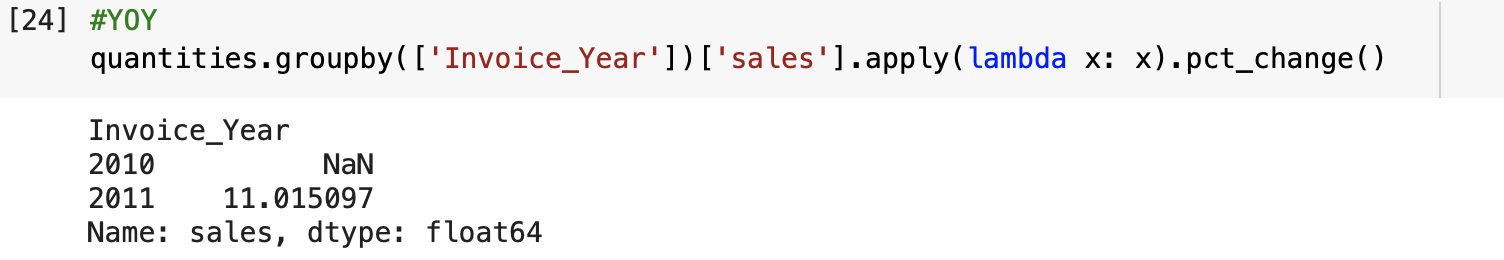 [24] #YOY
quantities.groupby(['Invoice_Year'])['sales'].apply(lambda x: x).pct_change()
Invoice_Year
2010 NaN
2011 11.015097
Name: sales, dtype: float64